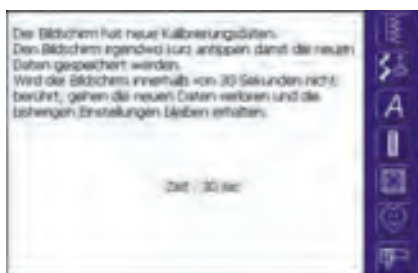 Der Bildschirm hat neue Kalibrierungsdaten.
Den Bildschirm irgendwo kurz antippen damit die neuen
Daten gespeichert werden.
Wird der Bildschirm innerhalb von 30 Sekunden nicht
berührt, gehen die neuen Daten verloren und die
bisherigen Einstellungen bleiben erhalten.
Zeit : 30 sec
A